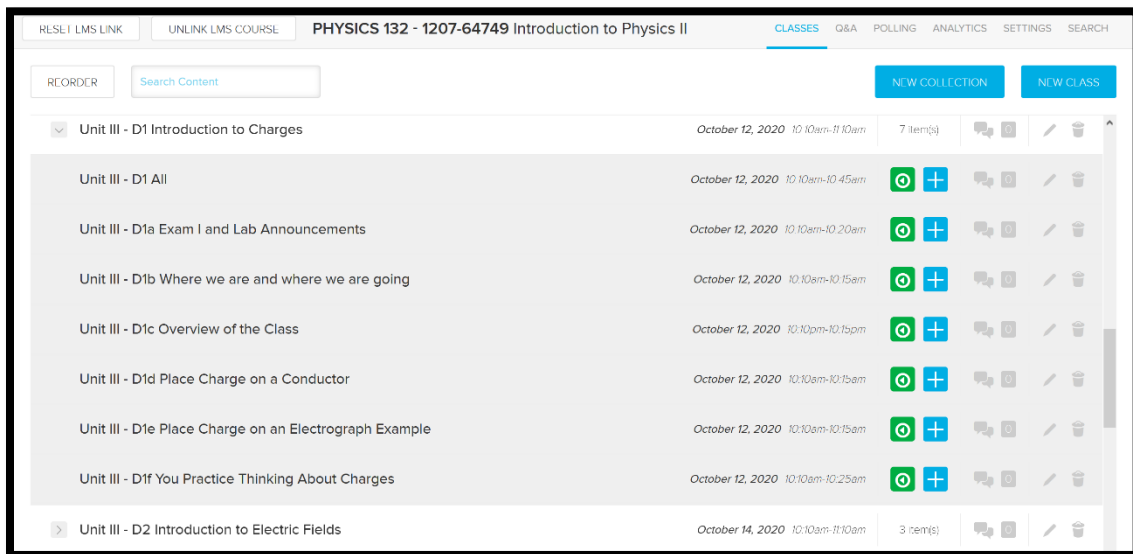 RESET LMS LINK UNLINK LMS COURSE PHYSICS 132 - 1207-64749 Introduction to Physics II CLASSES Q&A POLLING ANALYTICS SETTINGS SEARCH
REORDER Search Content NEW COLLECTION NEW CLASS
Unit III - D1 Introduction to Charges October 12, 2020 10:10am-11:10am 7 item(s) 0
Unit III - D1 All October 12, 2020 10:10am-10:45am 0
Unit III - D1a Exam I and Lab Announcements October 12, 2020 10:10am-10:20am 0
Unit III - D1b Where we are and where we are going October 12, 2020 10:10am-10:15am 0
Unit III - D1c Overview of the Class October 12, 2020 10:10pm-10:15pm 0
Unit III - D1d Place Charge on a Conductor October 12, 2020 10:10am-10:15am 0
Unit III - D1e Place Charge on an Electrograph Example October 12, 2020 10:10am-10:15am 0
Unit III - D1f You Practice Thinking About Charges October 12, 2020 10:10am-10:25am 0
Unit III - D2 Introduction to Electric Fields October 14, 2020 10:10am-11:10am 3 item(s) 0